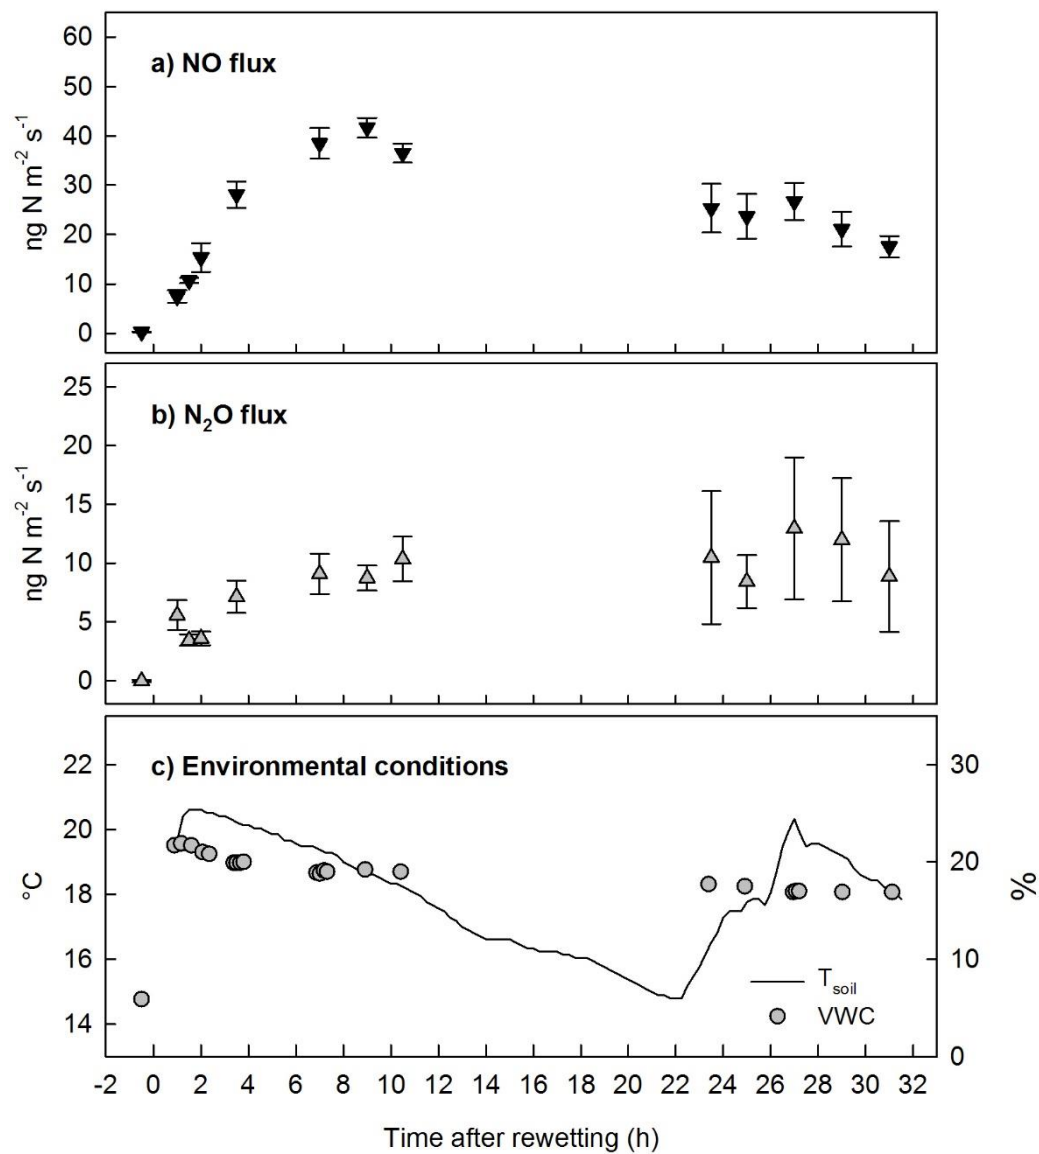 60
50
40
30
20
10
0
a) NO flux
ng N m-2 s-1
25
20
15
10
5
0
b) N2O flux
ng N m-2 s-1
22
20
18
16
14
°C
c) Environmental conditions
30
20
10
0
%
Tsoil
VWC
-2 0 2 4 6 8 10 12 14 16 18 20 22 24 26 28 30 32
Time after rewetting (h)